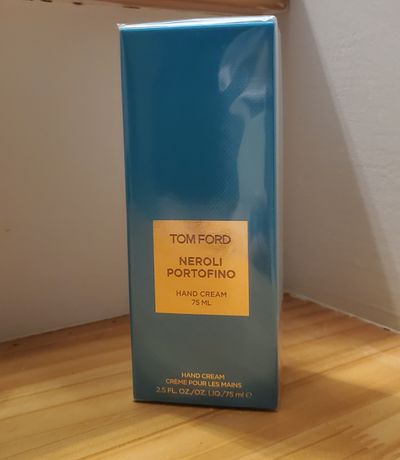 TOM FORD
NEROLI
PORTOFINO
HAND CREAM
75 ML
HAND CREAM
CRÈME POUR LES MAINS
2.5 FL. OZ./OZ. LIQ./75 ml ℮